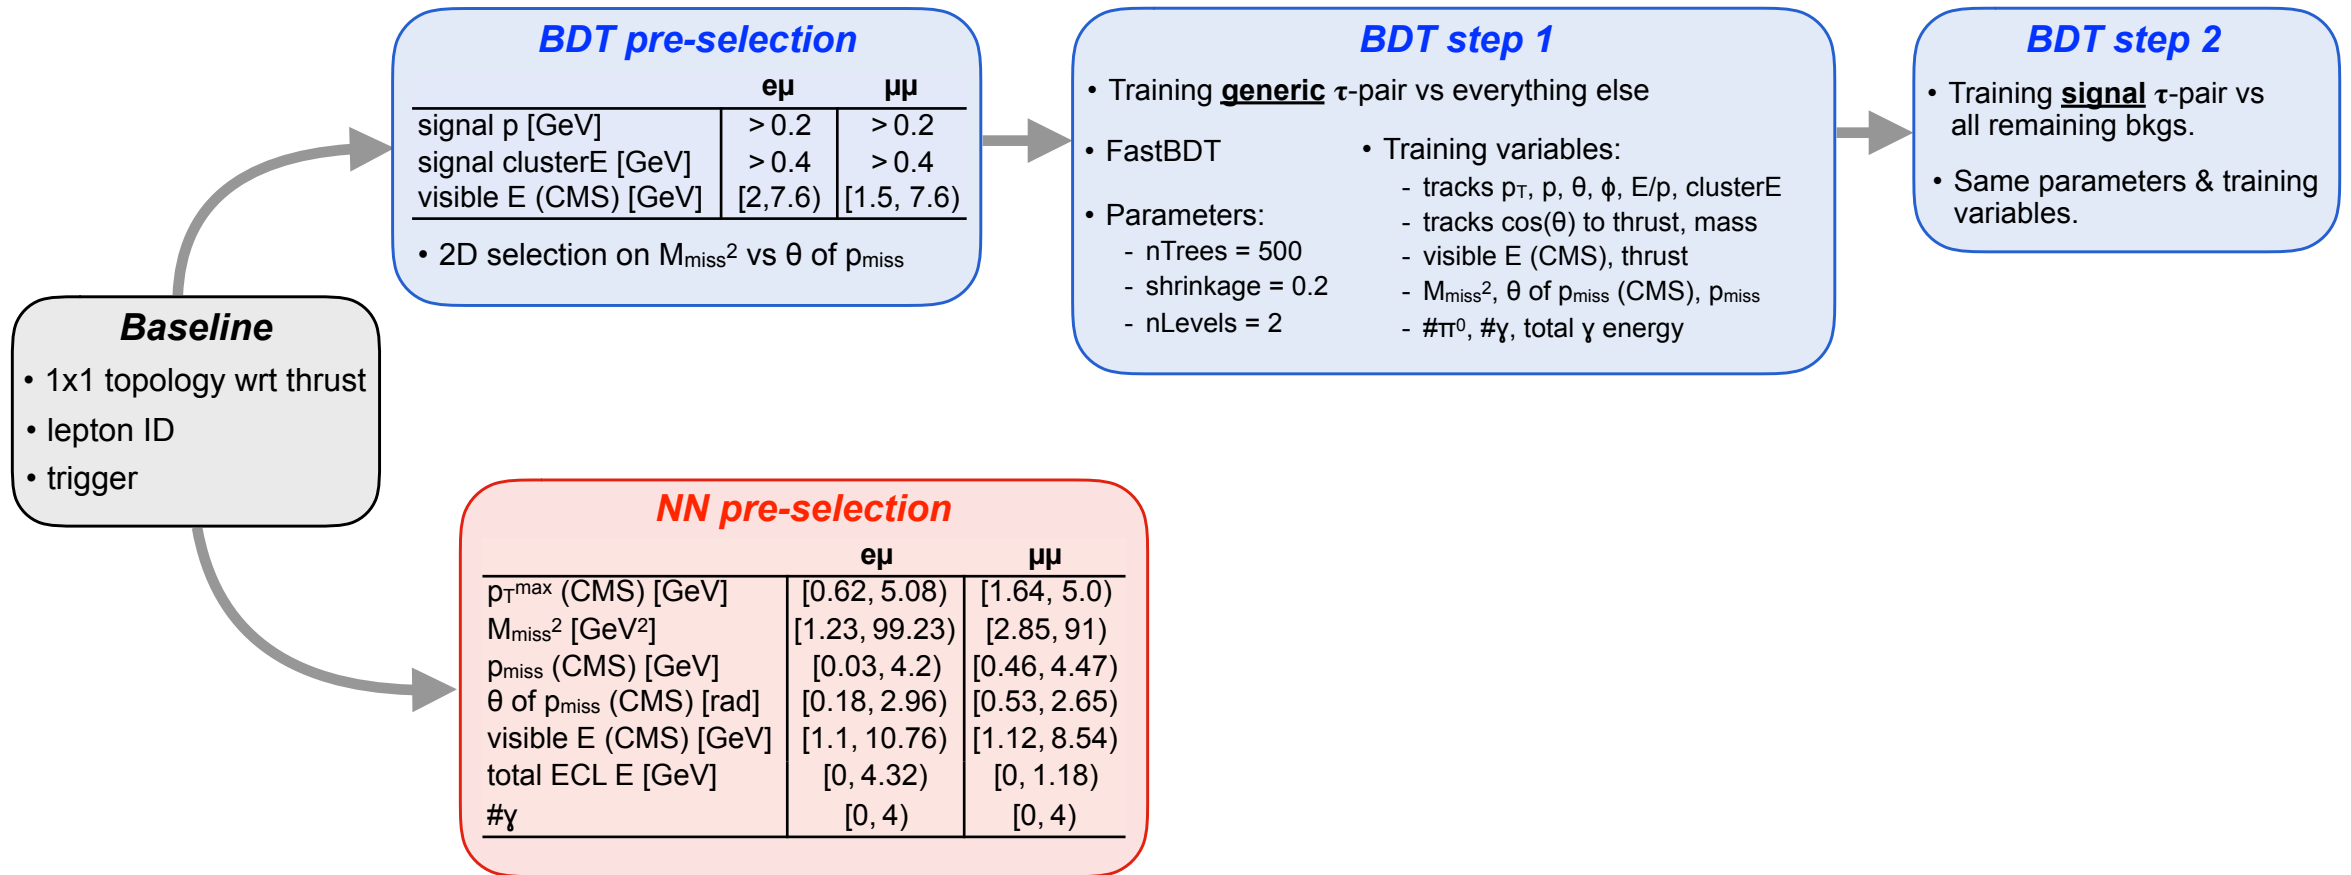 BDT pre-selection
eμ μμ
signal p [GeV] > 0.2 > 0.2
signal clusterE [GeV] > 0.4 > 0.4
visible E (CMS) [GeV] [2,7.6) [1.5, 7.6)
• 2D selection on Mmiss² vs θ of pmiss
BDT step 1
• Training generic τ-pair vs everything else
• FastBDT
• Parameters:
- nTrees = 500
- shrinkage = 0.2
- nLevels = 2
• Training variables:
- tracks pT, p, θ, ϕ, E/p, clusterE
- tracks cos(θ) to thrust, mass
- visible E (CMS), thrust
- Mmiss², θ of pmiss (CMS), pmiss
- #π⁰, #γ, total γ energy
BDT step 2
• Training signal τ-pair vs
all remaining bkgs.
• Same parameters & training
variables.
Baseline
• 1x1 topology wrt thrust
• lepton ID
• trigger
NN pre-selection
eμ μμ
pTmax (CMS) [GeV] [0.62, 5.08) [1.64, 5.0)
Mmiss² [GeV²] [1.23, 99.23) [2.85, 91)
pmiss (CMS) [GeV] [0.03, 4.2) [0.46, 4.47)
θ of pmiss (CMS) [rad] [0.18, 2.96) [0.53, 2.65)
visible E (CMS) [GeV] [1.1, 10.76) [1.12, 8.54)
total ECL E [GeV] [0, 4.32) [0, 1.18)
#γ [0, 4) [0, 4)